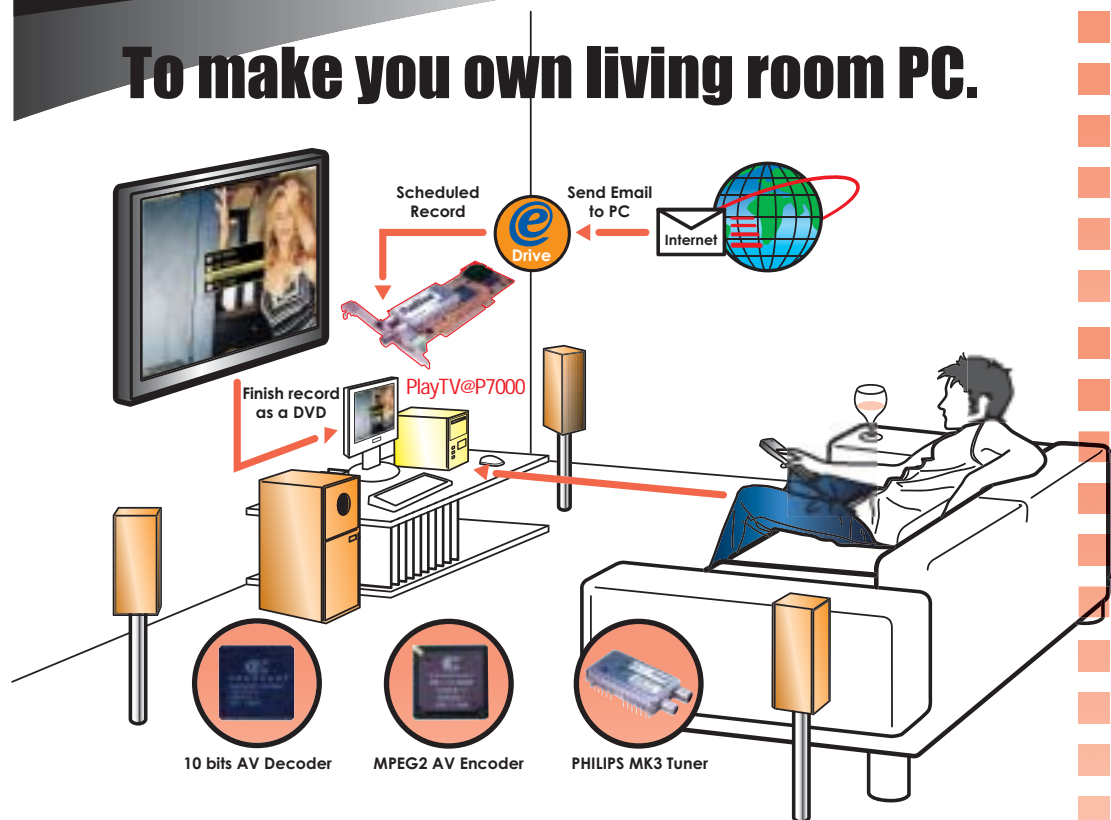 To make you own living room PC.
Scheduled
Record
Send Email
to PC
e
Drive
Internet
PlayTV@P7000
Finish record
as a DVD
10 bits AV Decoder
MPEG2 AV Encoder
PHILIPS MK3 Tuner